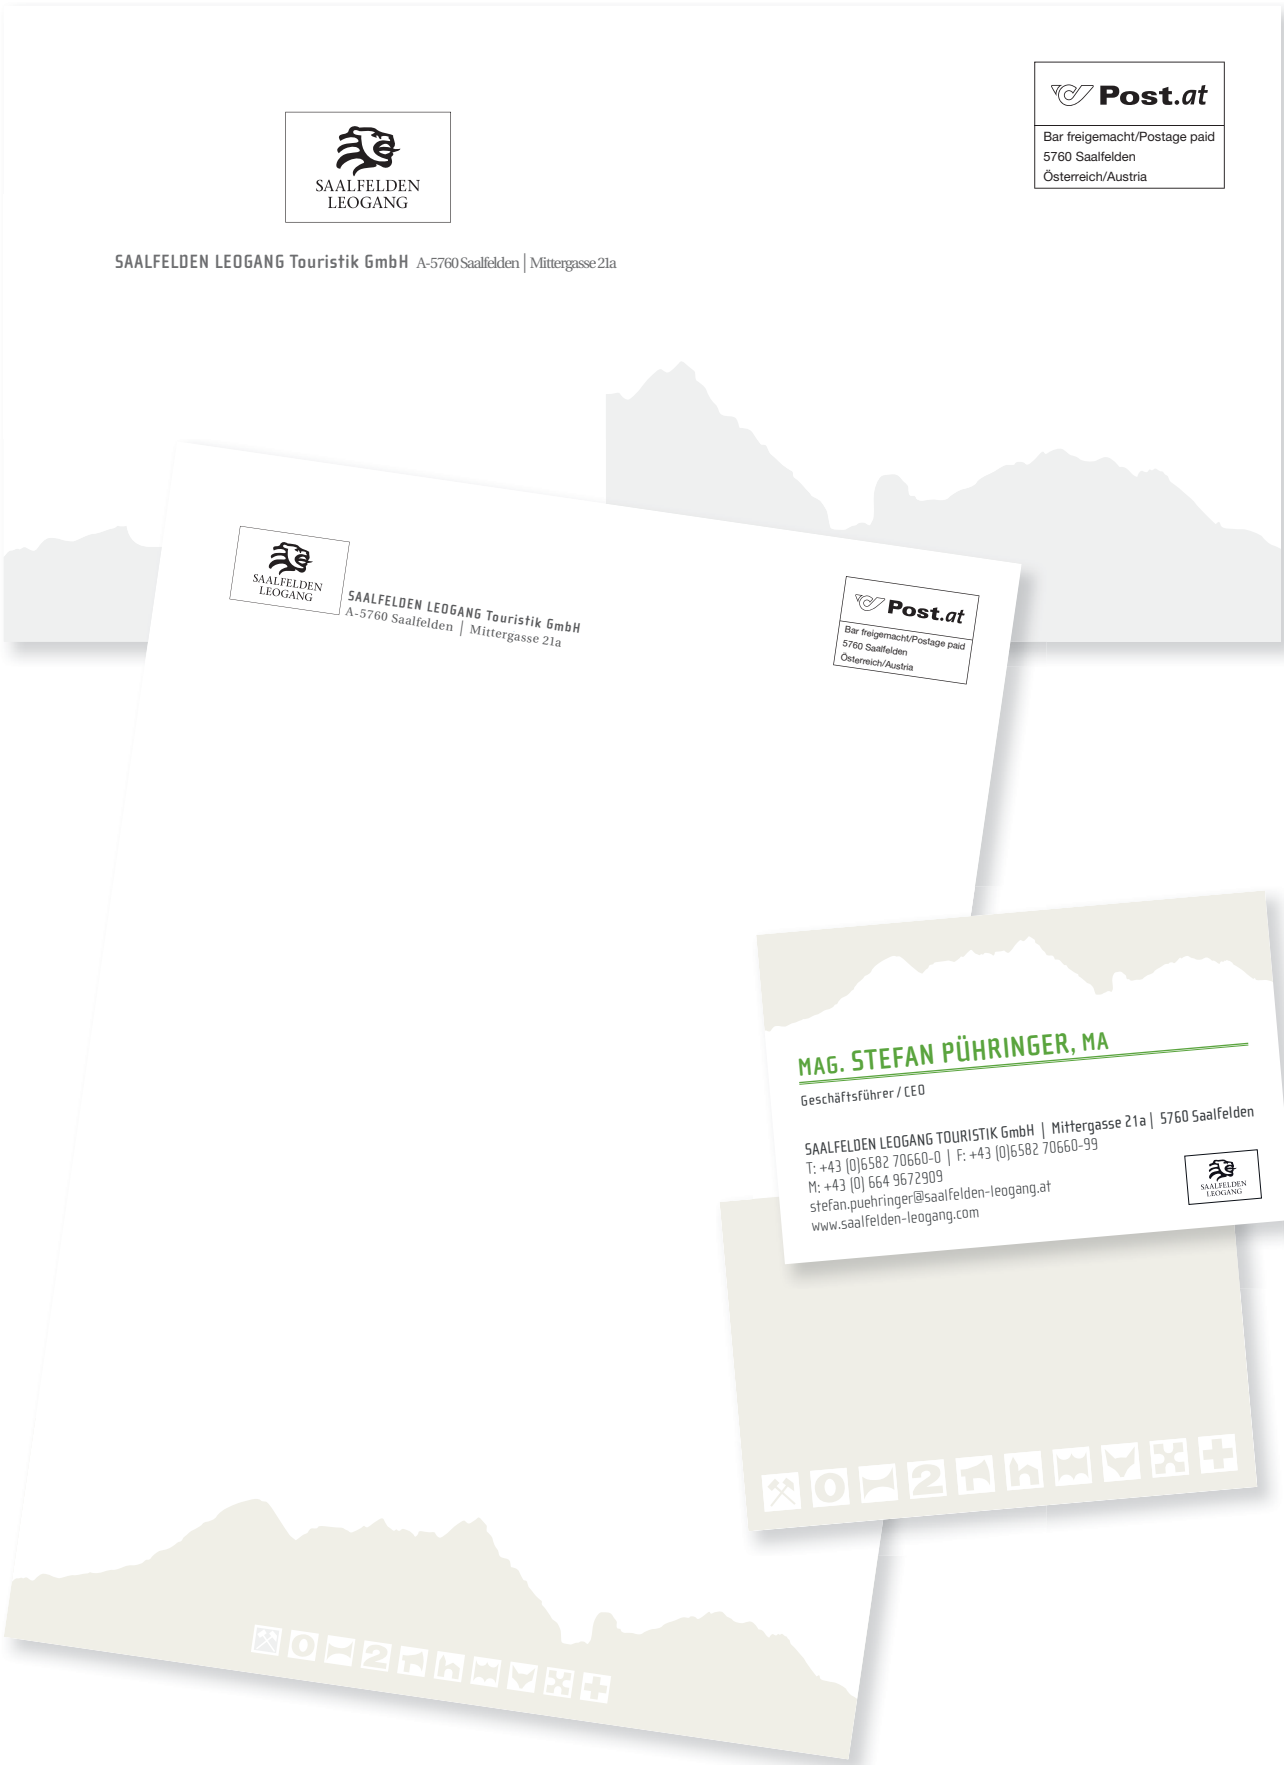 Post.at
Bar freigemacht/Postage paid
5760 Saalfelden
Österreich/Austria
SAALFELDEN
LEOGANG
SAALFELDEN LEOGANG Touristik GmbH A-5760 Saalfelden | Mittergasse 21a
SAALFELDEN
LEOGANG
SAALFELDEN LEOGANG Touristik GmbH
A-5760 Saalfelden | Mittergasse 21a
Post.at
Bar freigemacht/Postage paid
5760 Saalfelden
Österreich/Austria
MAG. STEFAN PÜHRINGER, MA
Geschäftsführer / CEO
SAALFELDEN LEOGANG TOURISTIK GmbH | Mittergasse 21a | 5760 Saalfelden
T: +43 (0)6582 70660-0 | F: +43 (0)6582 70660-99
M: +43 (0) 664 9672909
stefan.puehringer@saalfelden-leogang.at
www.saalfelden-leogang.com
SAALFELDEN
LEOGANG